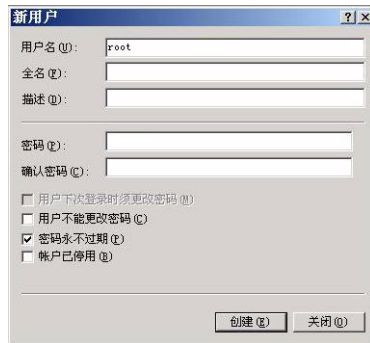 新用户
用户名(U):
root
全名(F):
描述(D):
密码(P):
确认密码(C):
用户下次登录时须更改密码(M)
用户不能更改密码(C)
密码永不过期(P)
帐户已停用(B)
创建(E) 关闭(O)